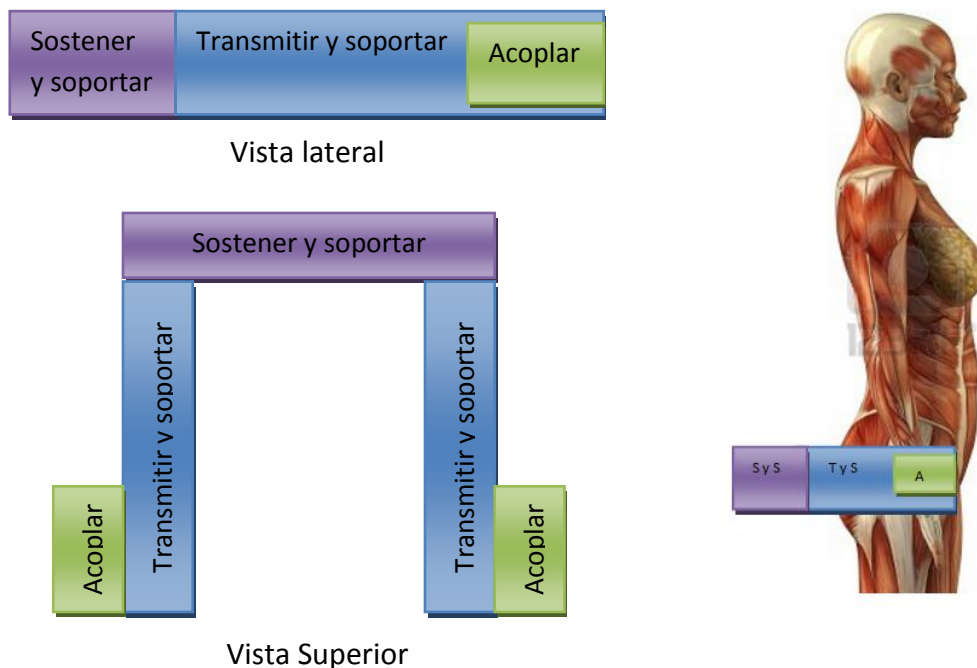 Sostener
y soportar
Transmitir y soportar
Acoplar
Vista lateral
Sostener y soportar
Transmitir y soportar
Transmitir y soportar
Acoplar
Acoplar
Vista Superior
S y S
T y S
A